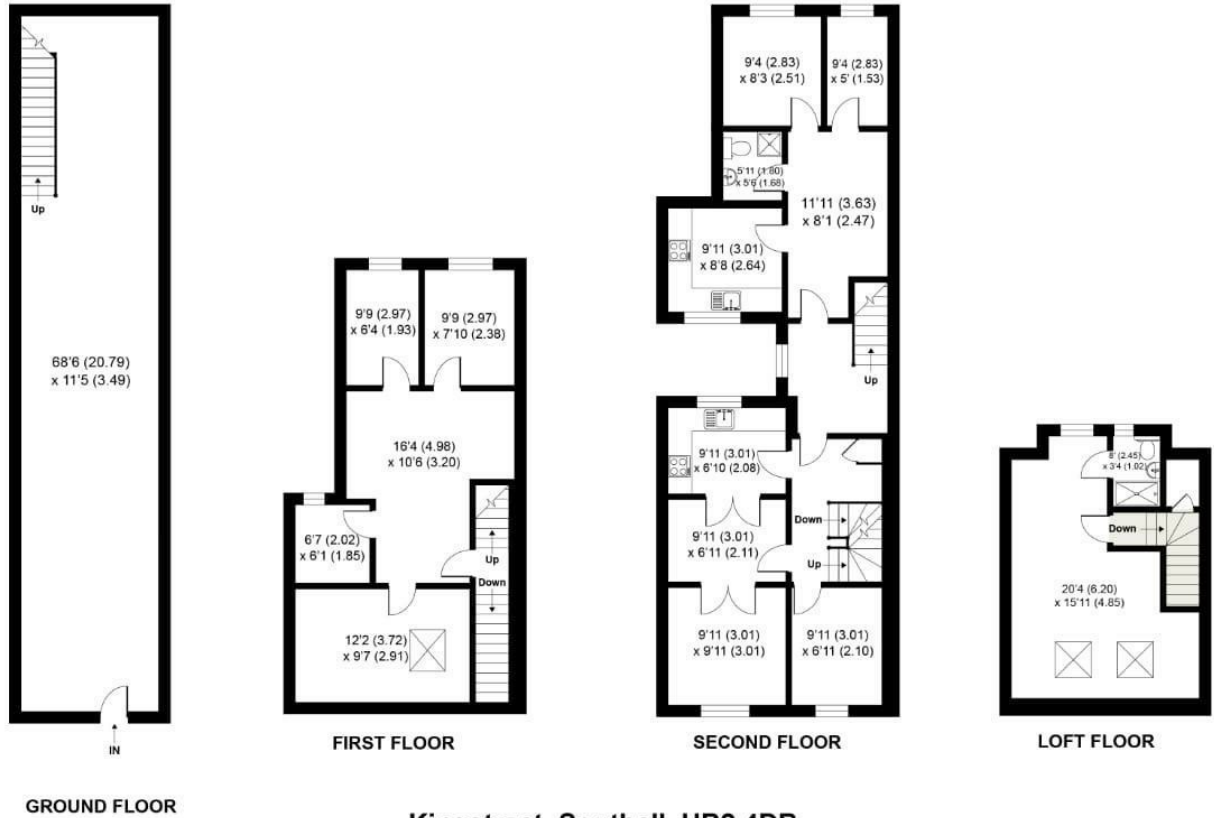 Up
68'6 (20.79)
x 11'5 (3.49)
IN
GROUND FLOOR
9'9 (2.97)
x 6'4 (1.93)
9'9 (2.97)
x 7'10 (2.38)
16'4 (4.98)
x 10'6 (3.20)
6'7 (2.02)
x 6'1 (1.85)
Up
Down
12'2 (3.72)
x 9'7 (2.91)
FIRST FLOOR
9'4 (2.83)
x 8'3 (2.51)
9'4 (2.83)
x 5' (1.53)
5'11 (1.80)
x 5'6 (1.68)
11'11 (3.63)
x 8'1 (2.47)
9'11 (3.01)
x 8'8 (2.64)
Up
9'11 (3.01)
x 6'10 (2.08)
Down
9'11 (3.01)
x 6'11 (2.11)
Up
9'11 (3.01)
x 9'11 (3.01)
9'11 (3.01)
x 6'11 (2.10)
SECOND FLOOR
8' (2.45)
x 3'4 (1.02)
Down
20'4 (6.20)
x 15'11 (4.85)
LOFT FLOOR